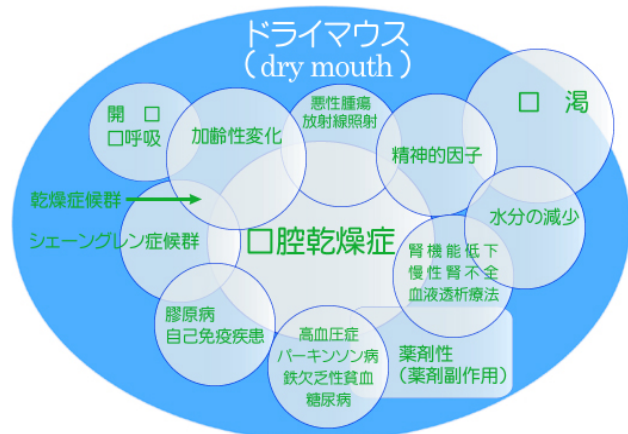 ドライマウス
(dry mouth)
開口
口呼吸
加齢性変化
悪性腫瘍
放射線照射
精神的因子
口渇
乾燥症候群
シェーングレン症候群
口腔乾燥症
水分の減少
腎機能低下
慢性腎不全
血液透析療法
膠原病
自己免疫疾患
高血圧症
パーキンソン病
鉄欠乏性貧血
糖尿病
薬剤性
(薬剤副作用)